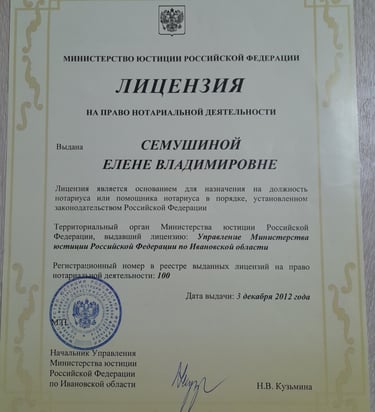 МИНИСТЕРСТВО ЮСТИЦИИ РОССИЙСКОЙ ФЕДЕРАЦИИ
ЛИЦЕНЗИЯ
НА ПРАВО НОТАРИАЛЬНОЙ ДЕЯТЕЛЬНОСТИ
Выдана СЕМУШИНОЙ
ЕЛЕНЕ ВЛАДИМИРОВНЕ
Лицензия является основанием для назначения на должность
нотариуса или помощника нотариуса в порядке, установленном
законодательством Российской Федерации
Территориальный орган Министерства юстиции Российской
Федерации, выдавший лицензию: Управление Министерства
юстиции Российской Федерации по Ивановской области
Регистрационный номер в реестре выданных лицензий на право
нотариальной деятельности: 100
Дата выдачи: 3 декабря 2012 года
М.П.
Начальник Управления
Министерства юстиции
Российской Федерации
по Ивановской области Н.В. Кузьмина